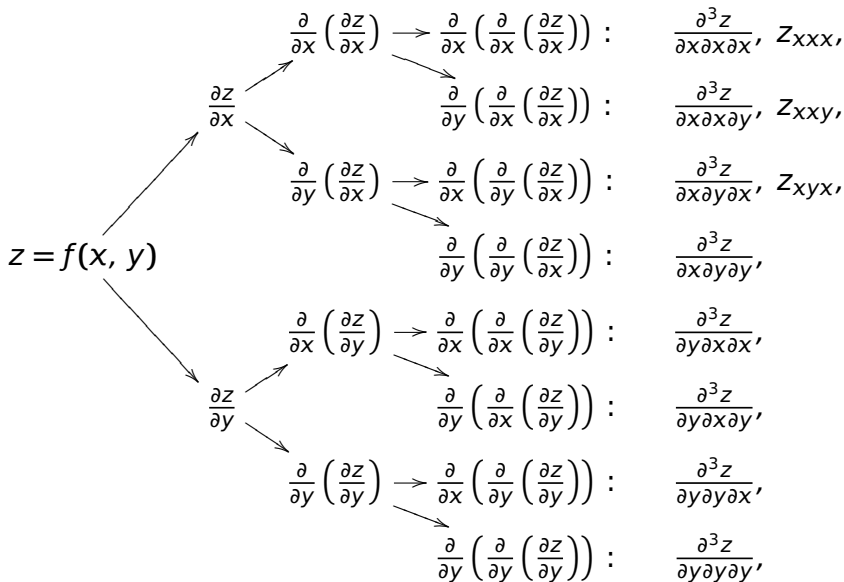 ∂/∂x (∂z/∂x) → ∂/∂x (∂/∂x (∂z/∂x)) : ∂³z/∂x∂x∂x, z_xxx,
∂z/∂x ∂/∂y (∂/∂x (∂z/∂x)) : ∂³z/∂x∂x∂y, z_xxy,
∂/∂y (∂z/∂x) → ∂/∂x (∂/∂y (∂z/∂x)) : ∂³z/∂x∂y∂x, z_xyx,
z = f(x, y) ∂/∂y (∂/∂y (∂z/∂x)) : ∂³z/∂x∂y∂y,
∂/∂x (∂z/∂y) → ∂/∂x (∂/∂x (∂z/∂y)) : ∂³z/∂y∂x∂x,
∂z/∂y ∂/∂y (∂/∂x (∂z/∂y)) : ∂³z/∂y∂x∂y,
∂/∂y (∂z/∂y) → ∂/∂x (∂/∂y (∂z/∂y)) : ∂³z/∂y∂y∂x,
∂/∂y (∂/∂y (∂z/∂y)) : ∂³z/∂y∂y∂y,